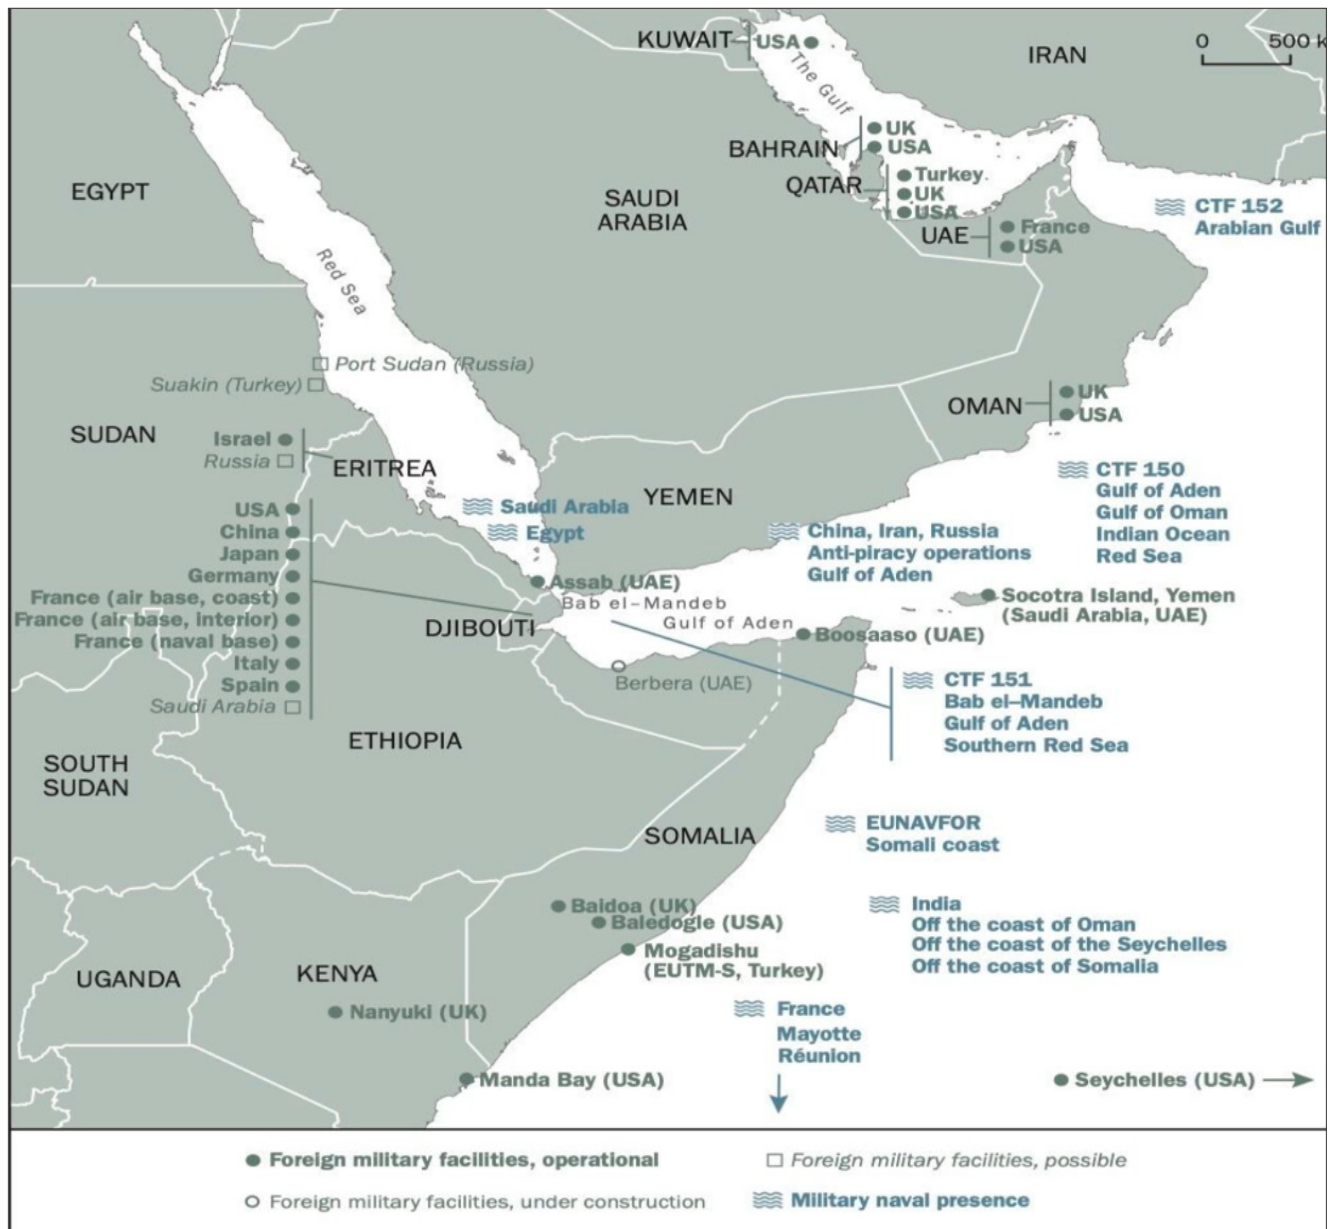 KUWAIT
USA
The Gulf
IRAN
0 500 k
BAHRAIN
UK
USA
QATAR
Turkey
UK
USA
UAE
France
USA
CTF 152
Arabian Gulf
EGYPT
SAUDI
ARABIA
Red Sea
Port Sudan (Russia)
Suakin (Turkey)
SUDAN
Israel
Russia
ERITREA
OMAN
UK
USA
YEMEN
Saudi Arabia
Egypt
CTF 150
Gulf of Aden
Gulf of Oman
Indian Ocean
Red Sea
China, Iran, Russia
Anti-piracy operations
Gulf of Aden
USA
China
Japan
Germany
France (air base, coast)
France (air base, interior)
France (naval base)
Italy
Spain
Saudi Arabia
DJIBOUTI
Assab (UAE)
Bab el–Mandeb
Gulf of Aden
Socotra Island, Yemen
(Saudi Arabia, UAE)
Boosaaso (UAE)
Berbera (UAE)
CTF 151
Bab el–Mandeb
Gulf of Aden
Southern Red Sea
ETHIOPIA
SOUTH
SUDAN
SOMALIA
EUNAVFOR
Somali coast
India
Off the coast of Oman
Off the coast of the Seychelles
Off the coast of Somalia
Baidoa (UK)
Baledogle (USA)
Mogadishu
(EUTM-S, Turkey)
UGANDA
KENYA
Nanyuki (UK)
France
Mayotte
Réunion
Manda Bay (USA)
Seychelles (USA)
Foreign military facilities, operational
Foreign military facilities, possible
Foreign military facilities, under construction
Military naval presence